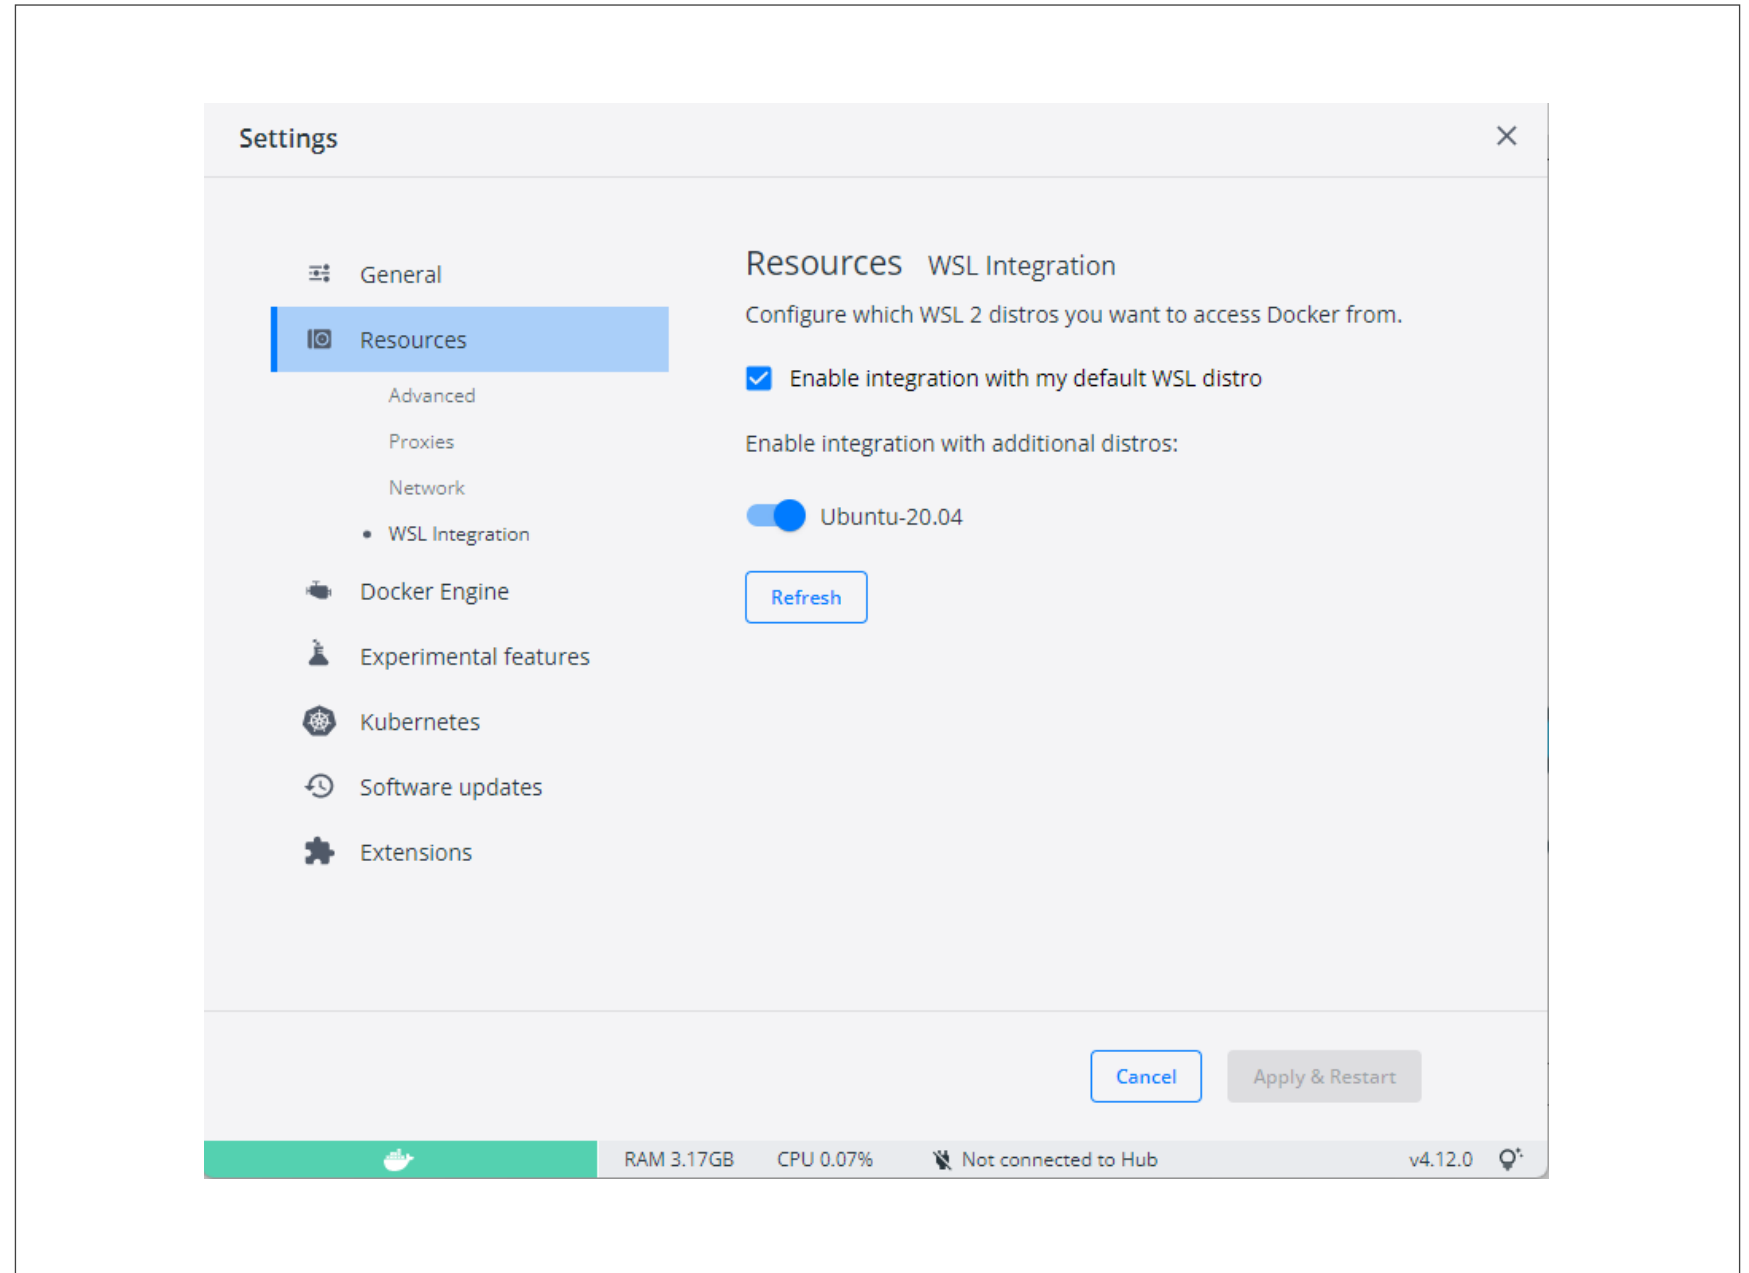 Settings
General
Resources
Advanced
Proxies
Network
WSL Integration
Docker Engine
Experimental features
Kubernetes
Software updates
Extensions
Resources WSL Integration
Configure which WSL 2 distros you want to access Docker from.
Enable integration with my default WSL distro
Enable integration with additional distros:
Ubuntu-20.04
Refresh
Cancel
Apply & Restart
RAM 3.17GB CPU 0.07% Not connected to Hub v4.12.0